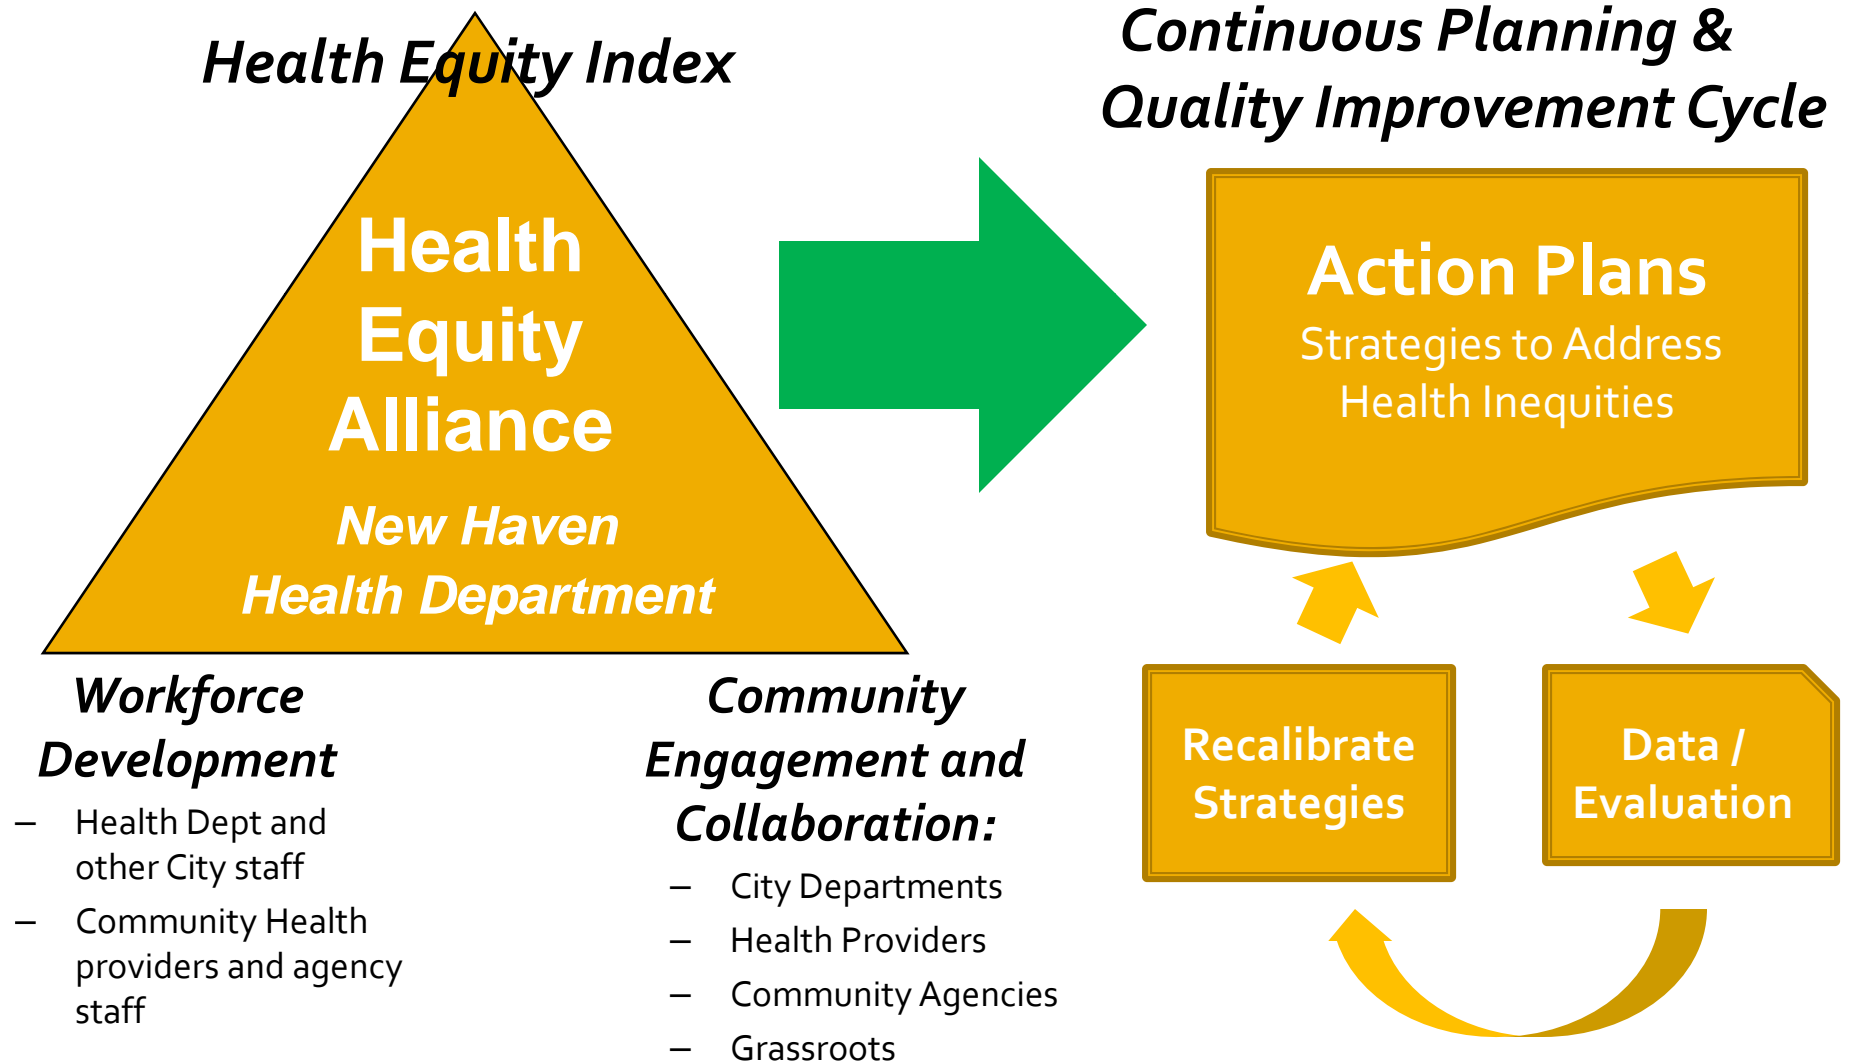 Health Equity Index
Health
Equity
Alliance
New Haven
Health Department
Workforce
Development
– Health Dept and
other City staff
– Community Health
providers and agency
staff
Community
Engagement and
Collaboration:
– City Departments
– Health Providers
– Community Agencies
– Grassroots
Continuous Planning &
Quality Improvement Cycle
Action Plans
Strategies to Address
Health Inequities
Recalibrate
Strategies
Data /
Evaluation